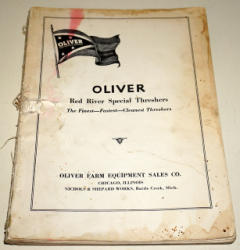 OLIVER
OLIVER
Red River Special Threshers
The Finest—Fastest—Cleanest Threshers
OLIVER FARM EQUIPMENT SALES CO.
CHICAGO, ILLINOIS
NICHOLS & SHEPARD WORKS, Battle Creek, Mich.